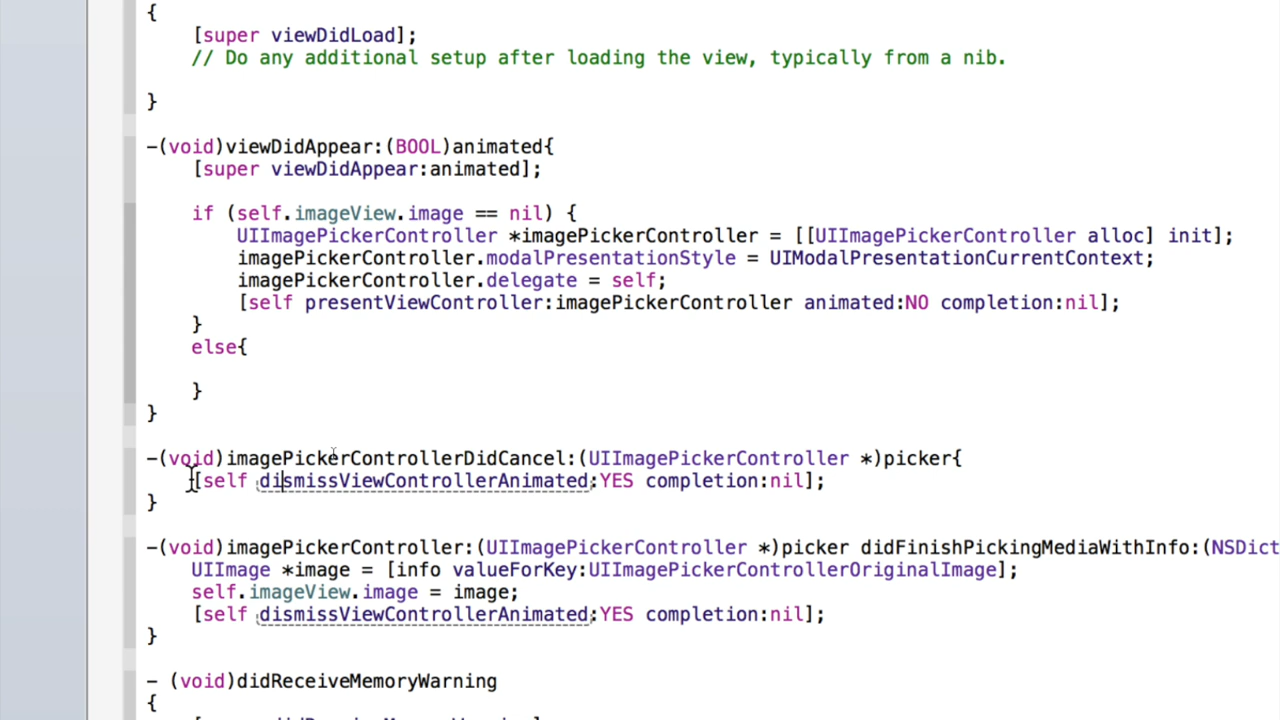 {
[super viewDidLoad];
// Do any additional setup after loading the view, typically from a nib.
}
-(void)viewDidAppear:(BOOL)animated{
[super viewDidAppear:animated];
if (self.imageView.image == nil) {
UIImagePickerController *imagePickerController = [[UIImagePickerController alloc] init];
imagePickerController.modalPresentationStyle = UIModalPresentationCurrentContext;
imagePickerController.delegate = self;
[self presentViewController:imagePickerController animated:NO completion:nil];
}
else{
}
}
-(void)imagePickerControllerDidCancel:(UIImagePickerController *)picker{
[self dismissViewControllerAnimated:YES completion:nil];
}
-(void)imagePickerController:(UIImagePickerController *)picker didFinishPickingMediaWithInfo:(NSDict
UIImage *image = [info valueForKey:UIImagePickerControllerOriginalImage];
self.imageView.image = image;
[self dismissViewControllerAnimated:YES completion:nil];
}
- (void)didReceiveMemoryWarning
{